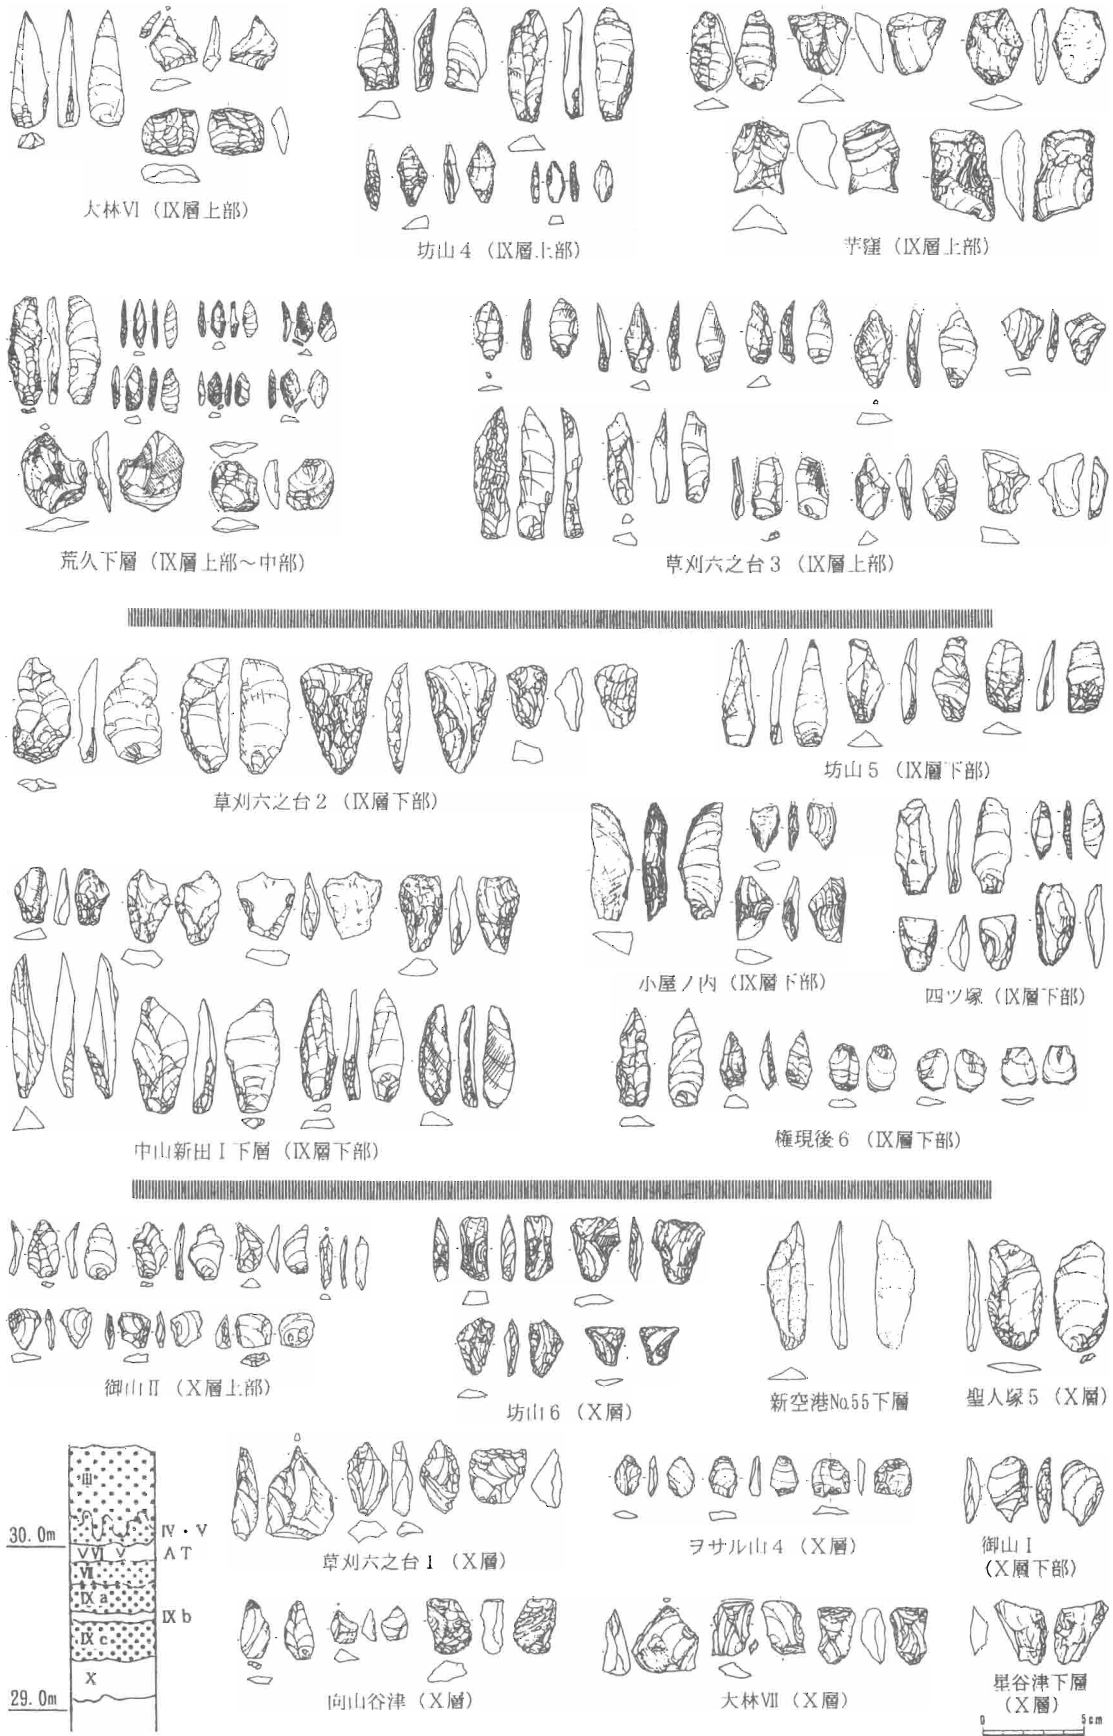 大林Ⅵ（Ⅸ層上部）
坊山4（Ⅸ層上部）
芋窪（Ⅸ層上部）
荒久下層（Ⅸ層上部～中部）
草刈六之台3（Ⅸ層上部）
草刈六之台2（Ⅸ層下部）
坊山5（Ⅸ層下部）
小屋ノ内（Ⅸ層下部）
四ツ塚（Ⅸ層下部）
中山新田Ⅰ下層（Ⅸ層下部）
権現後6（Ⅸ層下部）
御山Ⅱ（Ⅹ層上部）
坊山6（Ⅹ層）
新空港No.55下層
聖人塚5（Ⅹ層）
草刈六之台1（Ⅹ層）
ヲサル山4（Ⅹ層）
御山Ⅰ
（Ⅹ層下部）
向山谷津（Ⅹ層）
大林Ⅶ（Ⅹ層）
星谷津下層
（Ⅹ層）
Ⅲ
30.0m
Ⅳ・Ⅴ
V Ⅵ V
AT
Ⅶ
Ⅸa
Ⅸb
Ⅸc
Ⅹ
29.0m
0 5cm